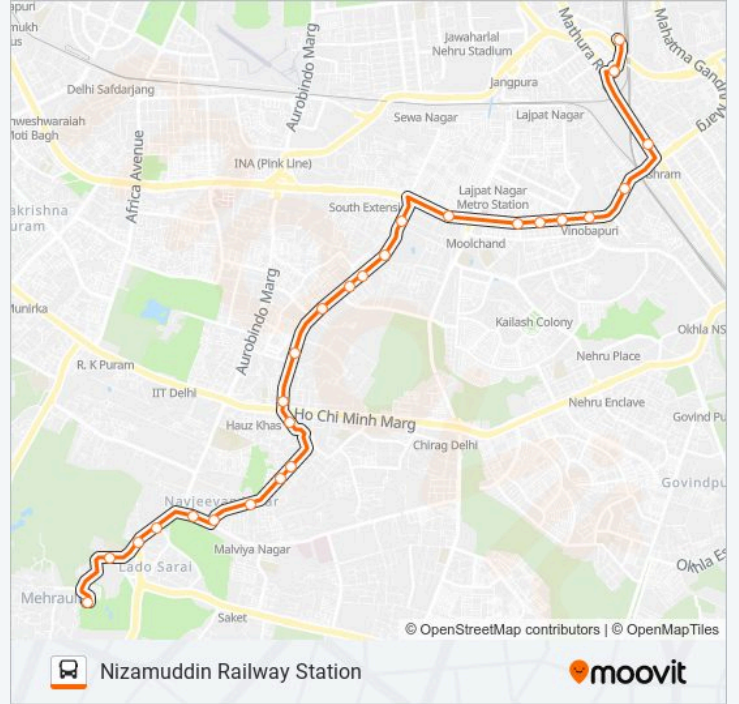 puri
mukh
us
Delhi Safdarjang
Aurobindo Marg
Jawaharlal
Nehru Stadium
Mathura R
Mahatma Gandhi Marg
Jangpura
Sewa Nagar
Lajpat Nagar
nweshwaraiah
Moti Bagh
Africa Avenue
INA (Pink Line)
South Extensi
Lajpat Nagar
Metro Station
shram
akrishna
uram
Vinobapuri
Moolchand
Munirka
Aurobindo Marg
Kailash Colony
Okhla NS
R. K Puram
Nehru Place
IIT Delhi
Nehru Enclave
Ho Chi Minh Marg
Govind Pu
Hauz Khas
Chirag Delhi
Govindpu
Navjeevan
ar
Malviya Nagar
Lado Sarai
Okhla Es
Mehrauli
Saket
© OpenStreetMap contributors | © OpenMapTiles
Nizamuddin Railway Station
moovit